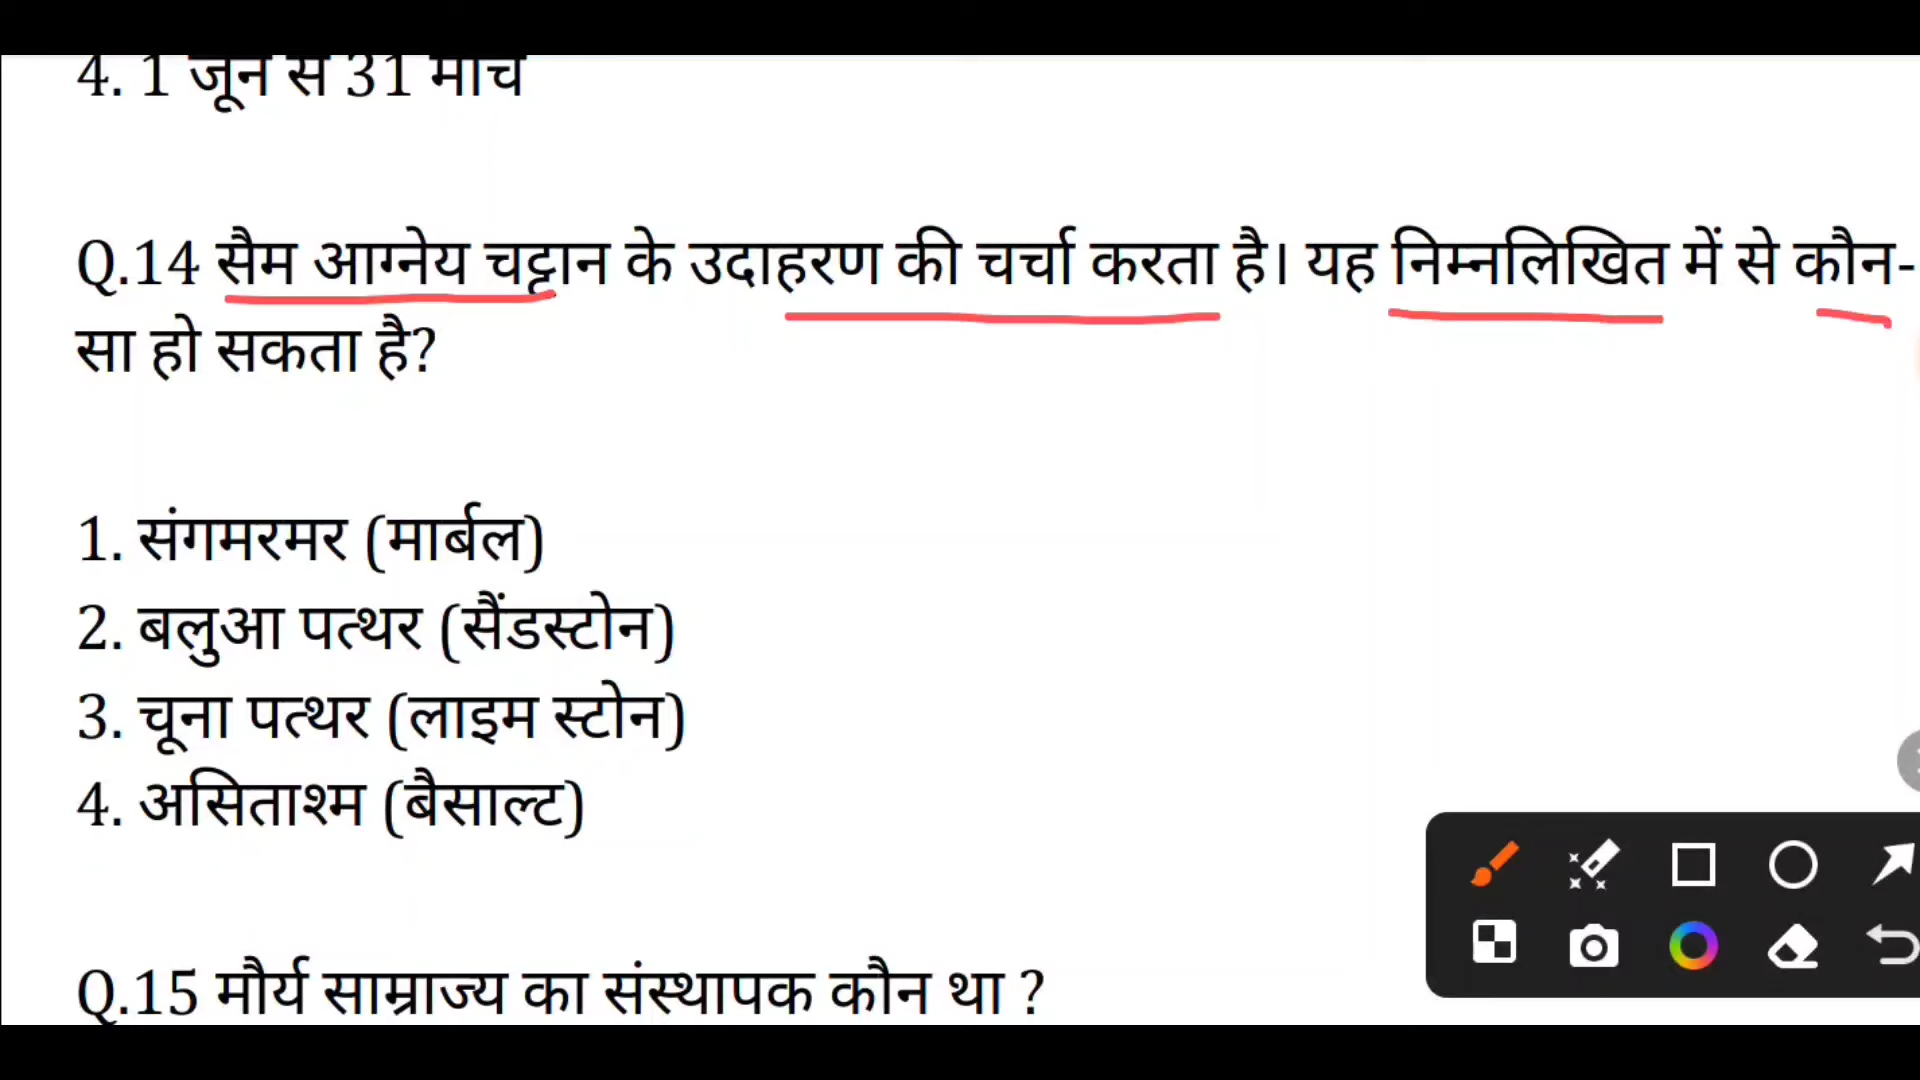 4. 1 जून से 31 मार्च
Q.14 सैम आग्नेय चट्टान के उदाहरण की चर्चा करता है। यह निम्नलिखित में से कौन-
सा हो सकता है?
1. संगमरमर (मार्बल)
2. बलुआ पत्थर (सैंडस्टोन)
3. चूना पत्थर (लाइम स्टोन)
4. असिताश्म (बैसाल्ट)
Q.15 मौर्य साम्राज्य का संस्थापक कौन था ?